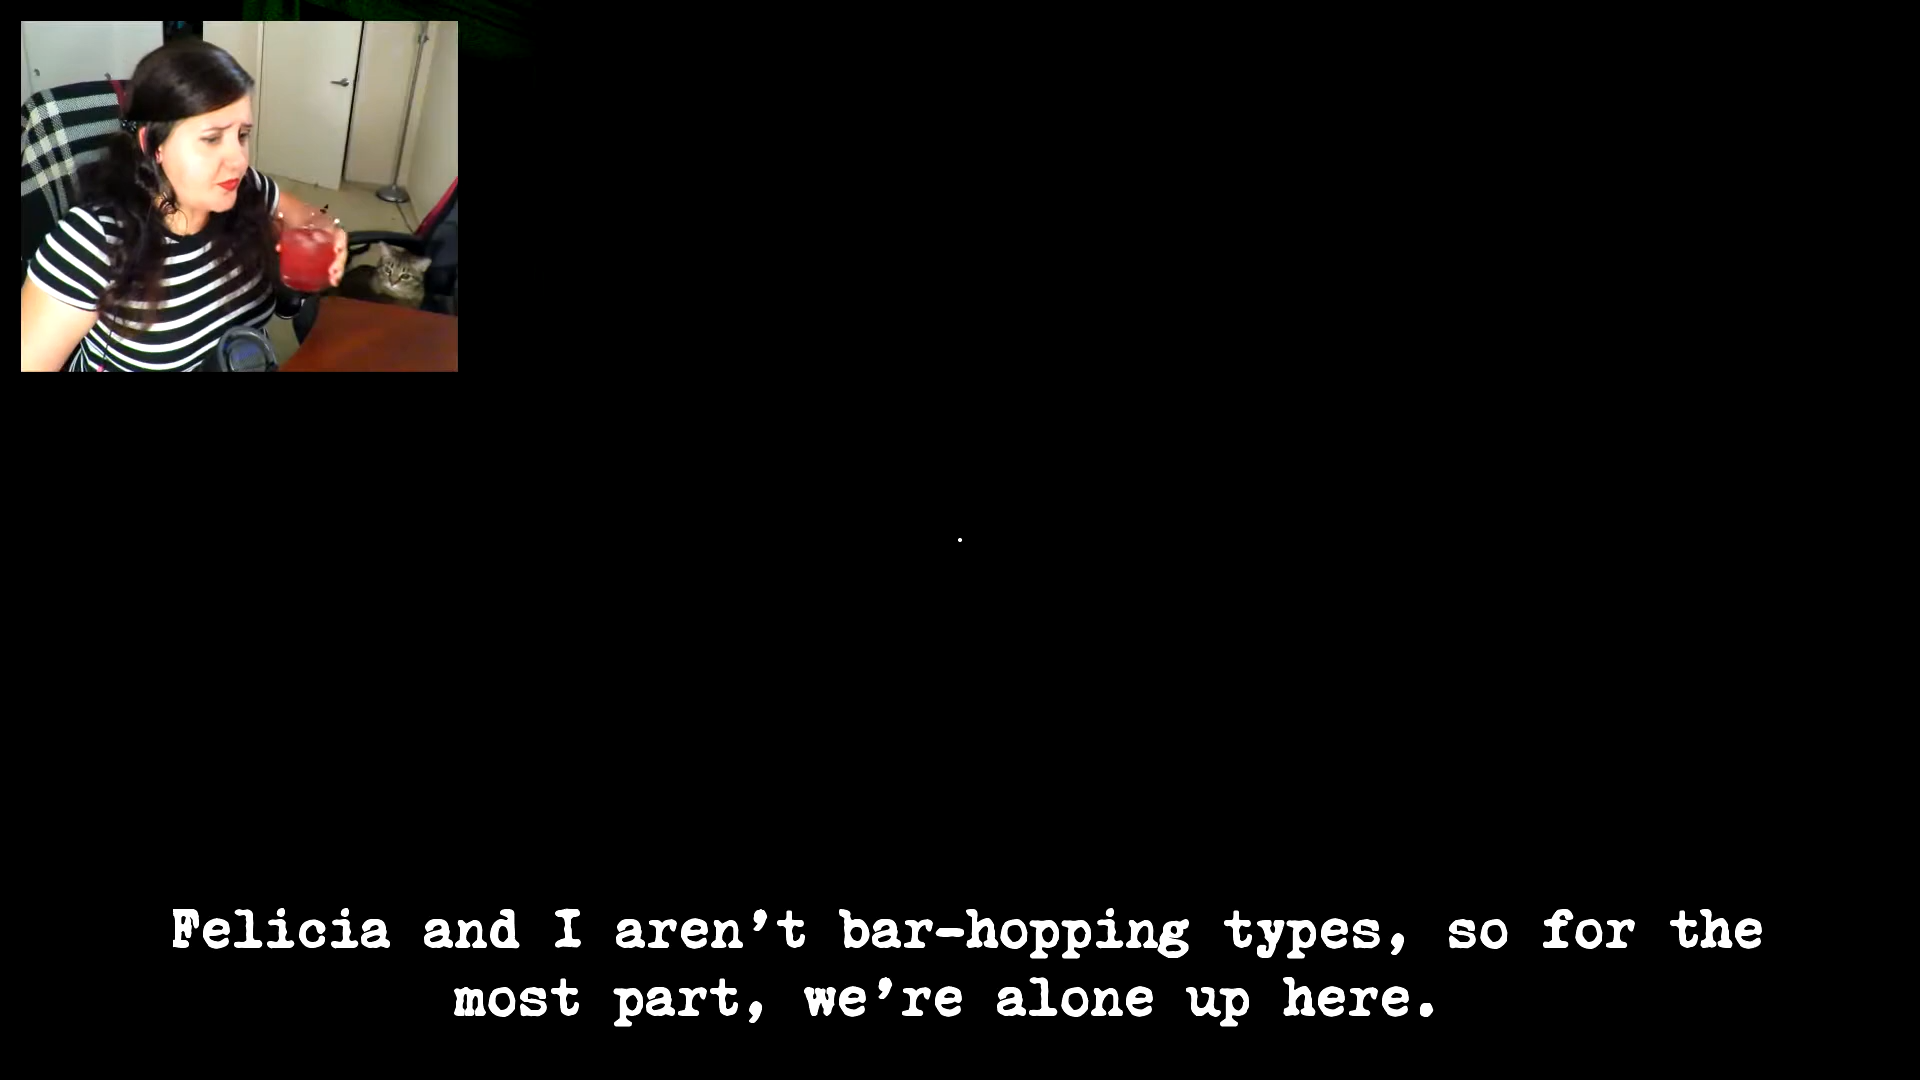 Felicia and I aren't bar-hopping types, so for the
most part, we're alone up here.